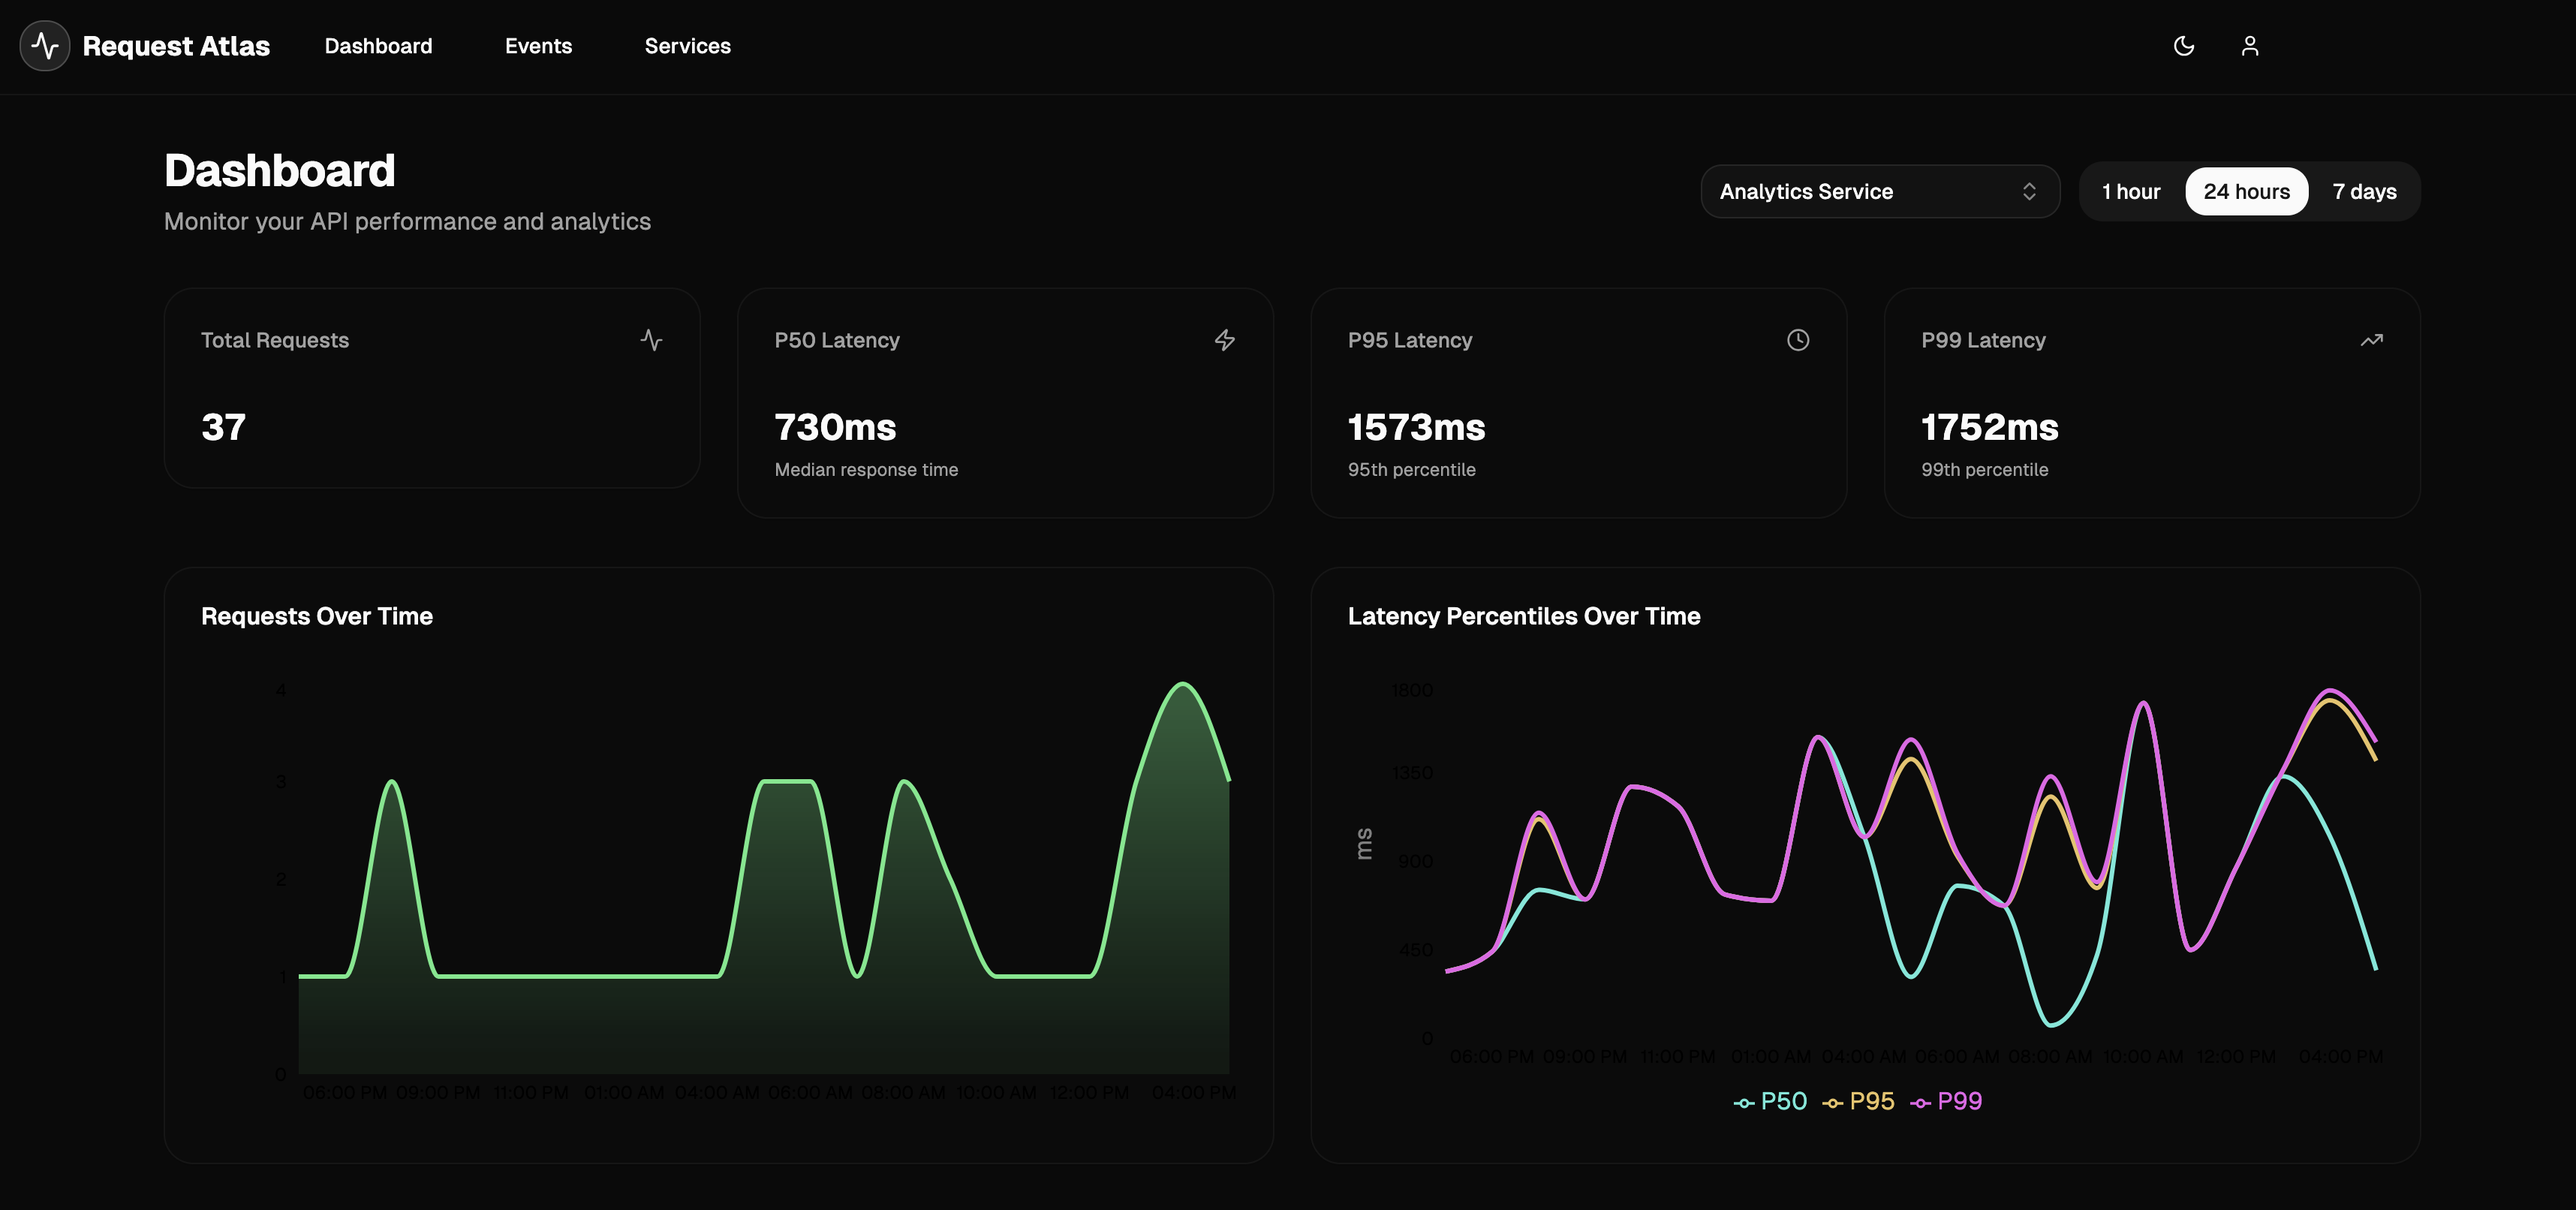 Request Atlas
Dashboard
Events
Services
Dashboard
Monitor your API performance and analytics
Analytics Service
1 hour
24 hours
7 days
Total Requests
37
P50 Latency
730ms
Median response time
P95 Latency
1573ms
95th percentile
P99 Latency
1752ms
99th percentile
Requests Over Time
4
3
2
1
0
06:00 PM 09:00 PM 11:00 PM 01:00 AM 04:00 AM 06:00 AM 08:00 AM 10:00 AM 12:00 PM 04:00 PM
Latency Percentiles Over Time
ms
1800
1350
900
450
0
06:00 PM 09:00 PM 11:00 PM 01:00 AM 04:00 AM 06:00 AM 08:00 AM 10:00 AM 12:00 PM 04:00 PM
P50 P95 P99